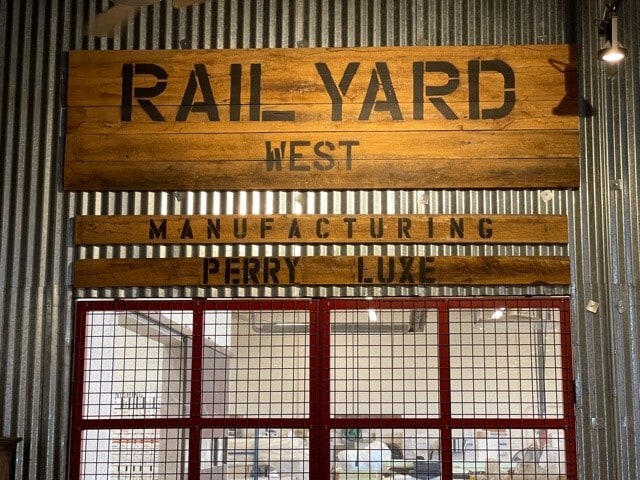 RAIL YARD
WEST
MANUFACTURING
PERRY LUXE